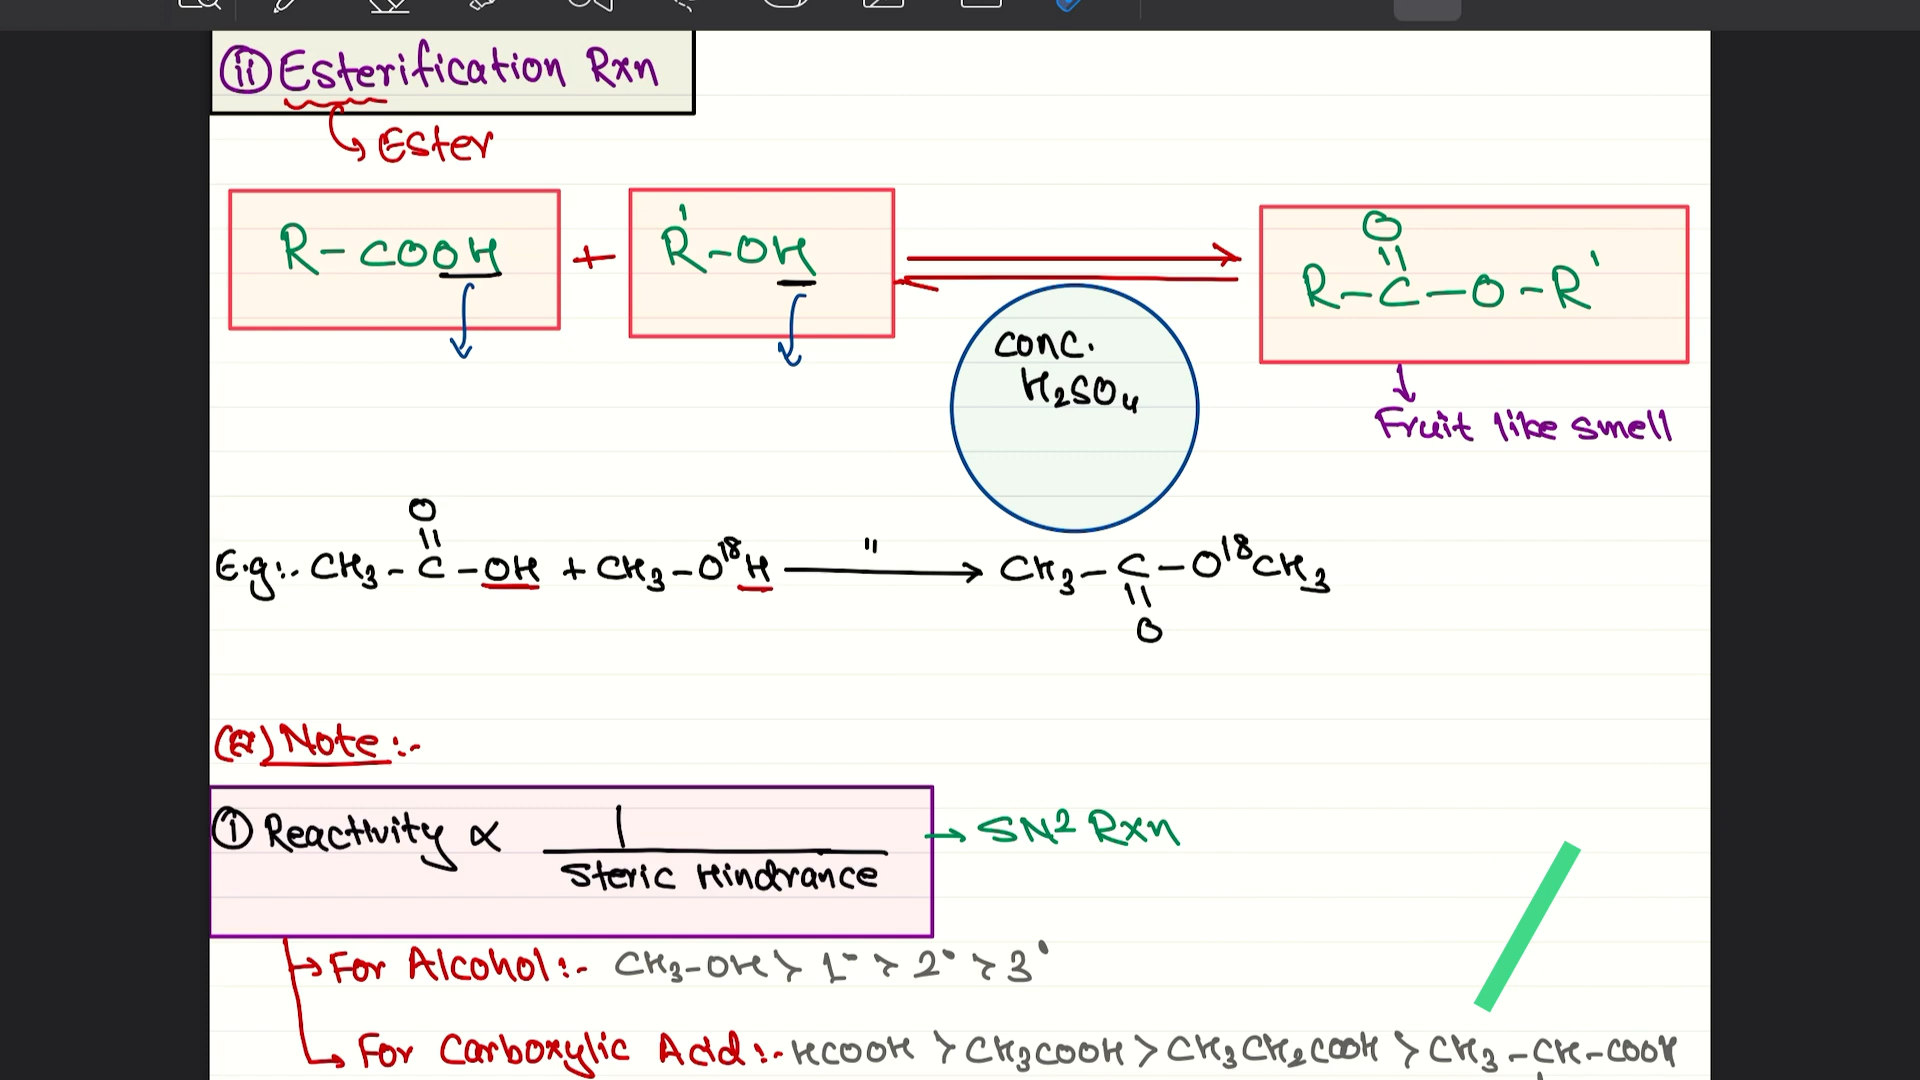 ⓘⓘ Esterification Rxn
Ester
R-COOH + R'-OH ⇌ R-C-O-R'
O
||
conc.
H₂SO₄
Fruit like smell
O
||
E.g:- CH₃-C-OH + CH₃-O¹⁸H → CH₃-C-O¹⁸CH₃
"
||
O
(*) Note:-
① Reactivity ∝ 1 / Steric Hindrance → SN² Rxn
For Alcohol:- CH₃-OH > 1° > 2° > 3°
For Carboxylic Acid:- HCOOH > CH₃COOH > CH₃CH₂COOH > CH₃-CH-COOH